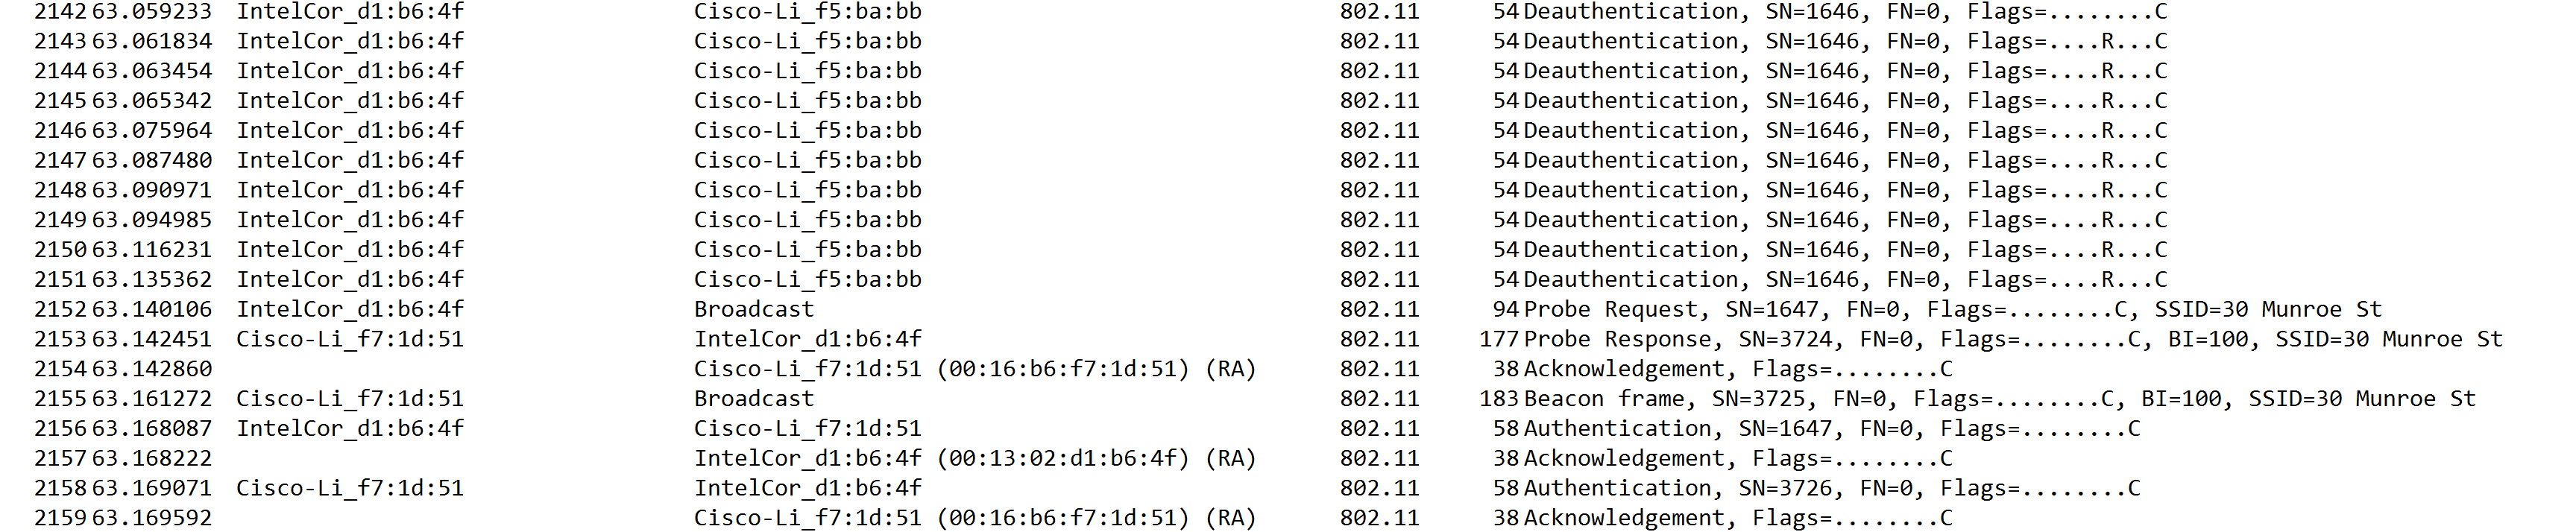 2142 63.059233 IntelCor_d1:b6:4f Cisco-Li_f5:ba:bb 802.11 54 Deauthentication, SN=1646, FN=0, Flags=........C
2143 63.061834 IntelCor_d1:b6:4f Cisco-Li_f5:ba:bb 802.11 54 Deauthentication, SN=1646, FN=0, Flags=....R...C
2144 63.063454 IntelCor_d1:b6:4f Cisco-Li_f5:ba:bb 802.11 54 Deauthentication, SN=1646, FN=0, Flags=....R...C
2145 63.065342 IntelCor_d1:b6:4f Cisco-Li_f5:ba:bb 802.11 54 Deauthentication, SN=1646, FN=0, Flags=....R...C
2146 63.075964 IntelCor_d1:b6:4f Cisco-Li_f5:ba:bb 802.11 54 Deauthentication, SN=1646, FN=0, Flags=....R...C
2147 63.087480 IntelCor_d1:b6:4f Cisco-Li_f5:ba:bb 802.11 54 Deauthentication, SN=1646, FN=0, Flags=....R...C
2148 63.090971 IntelCor_d1:b6:4f Cisco-Li_f5:ba:bb 802.11 54 Deauthentication, SN=1646, FN=0, Flags=....R...C
2149 63.094985 IntelCor_d1:b6:4f Cisco-Li_f5:ba:bb 802.11 54 Deauthentication, SN=1646, FN=0, Flags=....R...C
2150 63.116231 IntelCor_d1:b6:4f Cisco-Li_f5:ba:bb 802.11 54 Deauthentication, SN=1646, FN=0, Flags=....R...C
2151 63.135362 IntelCor_d1:b6:4f Cisco-Li_f5:ba:bb 802.11 54 Deauthentication, SN=1646, FN=0, Flags=....R...C
2152 63.140106 IntelCor_d1:b6:4f Broadcast 802.11 94 Probe Request, SN=1647, FN=0, Flags=........C, SSID=30 Munroe St
2153 63.142451 Cisco-Li_f7:1d:51 IntelCor_d1:b6:4f 802.11 177 Probe Response, SN=3724, FN=0, Flags=........C, BI=100, SSID=30 Munroe St
2154 63.142860 Cisco-Li_f7:1d:51 (00:16:b6:f7:1d:51) (RA) 802.11 38 Acknowledgement, Flags=........C
2155 63.161272 Cisco-Li_f7:1d:51 Broadcast 802.11 183 Beacon frame, SN=3725, FN=0, Flags=........C, BI=100, SSID=30 Munroe St
2156 63.168087 IntelCor_d1:b6:4f Cisco-Li_f7:1d:51 802.11 58 Authentication, SN=1647, FN=0, Flags=........C
2157 63.168222 IntelCor_d1:b6:4f (00:13:02:d1:b6:4f) (RA) 802.11 38 Acknowledgement, Flags=........C
2158 63.169071 Cisco-Li_f7:1d:51 IntelCor_d1:b6:4f 802.11 58 Authentication, SN=3726, FN=0, Flags=........C
2159 63.169592 Cisco-Li_f7:1d:51 (00:16:b6:f7:1d:51) (RA) 802.11 38 Acknowledgement, Flags=........C